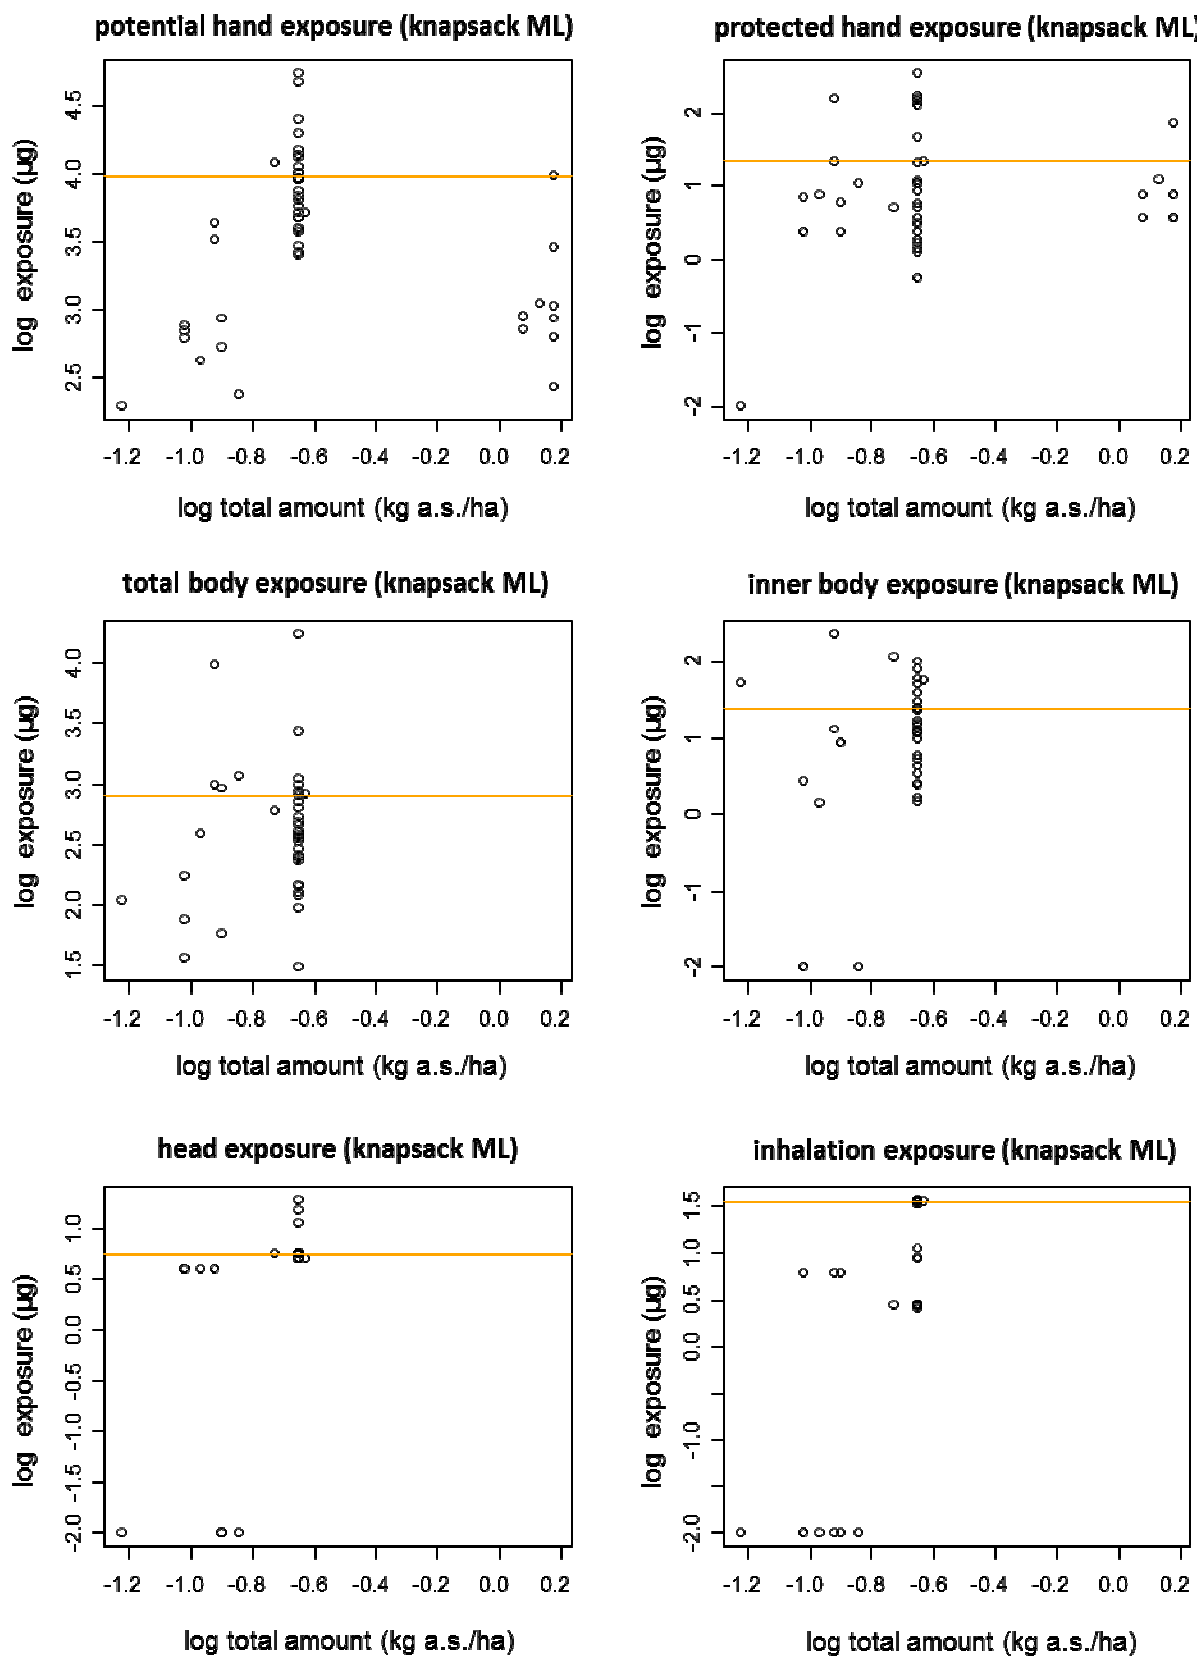 potential hand exposure (knapsack ML)
log exposure (µg)
4.5
4.0
3.5
3.0
2.5
-1.2 -1.0 -0.8 -0.6 -0.4 -0.2 0.0 0.2
log total amount (kg a.s./ha)
protected hand exposure (knapsack ML)
log exposure (µg)
2
1
0
-1
-2
-1.2 -1.0 -0.8 -0.6 -0.4 -0.2 0.0 0.2
log total amount (kg a.s./ha)
total body exposure (knapsack ML)
log exposure (µg)
4.0
3.5
3.0
2.5
2.0
1.5
-1.2 -1.0 -0.8 -0.6 -0.4 -0.2 0.0 0.2
log total amount (kg a.s./ha)
inner body exposure (knapsack ML)
log exposure (µg)
2
1
0
-1
-2
-1.2 -1.0 -0.8 -0.6 -0.4 -0.2 0.0 0.2
log total amount (kg a.s./ha)
head exposure (knapsack ML)
log exposure (µg)
1.0
0.5
0.0
-0.5
-1.0
-1.5
-2.0
-1.2 -1.0 -0.8 -0.6 -0.4 -0.2 0.0 0.2
log total amount (kg a.s./ha)
inhalation exposure (knapsack ML)
log exposure (µg)
1.5
1.0
0.5
0.0
-1.0
-2.0
-1.2 -1.0 -0.8 -0.6 -0.4 -0.2 0.0 0.2
log total amount (kg a.s./ha)